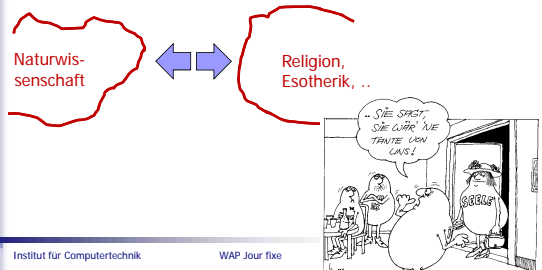 Naturwis-
senschaft
Religion,
Esotherik, ..
.. SIE SAGT,
SIE WÄR' 'NE
TANTE VON
UNS!
SEELE
Institut für Computertechnik
WAP Jour fixe